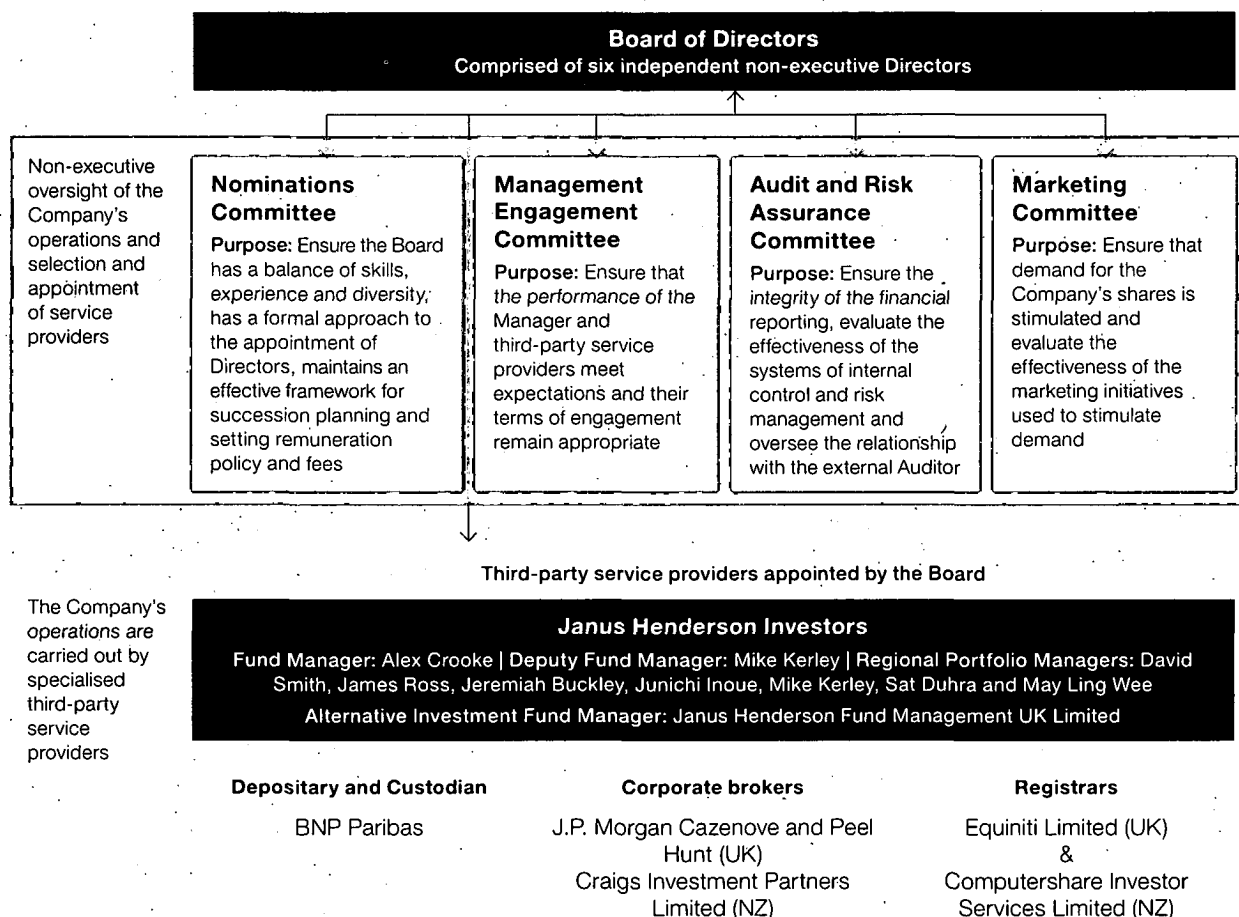 Board of Directors
Comprised of six independent non-executive Directors
Non-executive
oversight of the
Company's
operations and
selection and
appointment
of service
providers
Nominations
Committee
Purpose: Ensure the Board
has a balance of skills,
experience and diversity,
has a formal approach to
the appointment of
Directors, maintains an
effective framework for
succession planning and
setting remuneration
policy and fees
Management
Engagement
Committee
Purpose: Ensure that
the performance of the
Manager and
third-party service
providers meet
expectations and their
terms of engagement
remain appropriate
Audit and Risk
Assurance
Committee
Purpose: Ensure the
integrity of the financial
reporting, evaluate the
effectiveness of the
systems of internal
control and risk
management and
oversee the relationship
with the external Auditor
Marketing
Committee
Purpose: Ensure that
demand for the
Company's shares is
stimulated and
evaluate the
effectiveness of the
marketing initiatives
used to stimulate
demand
Third-party service providers appointed by the Board
The Company's
operations are
carried out by
specialised
third-party
service
providers
Janus Henderson Investors
Fund Manager: Alex Crooke | Deputy Fund Manager: Mike Kerley | Regional Portfolio Managers: David
Smith, James Ross, Jeremiah Buckley, Junichi Inoue, Mike Kerley, Sat Duhra and May Ling Wee
Alternative Investment Fund Manager: Janus Henderson Fund Management UK Limited
Depositary and Custodian
BNP Paribas
Corporate brokers
J.P. Morgan Cazenove and Peel
Hunt (UK)
Craigs Investment Partners
Limited (NZ)
Registrars
Equiniti Limited (UK)
&
Computershare Investor
Services Limited (NZ)